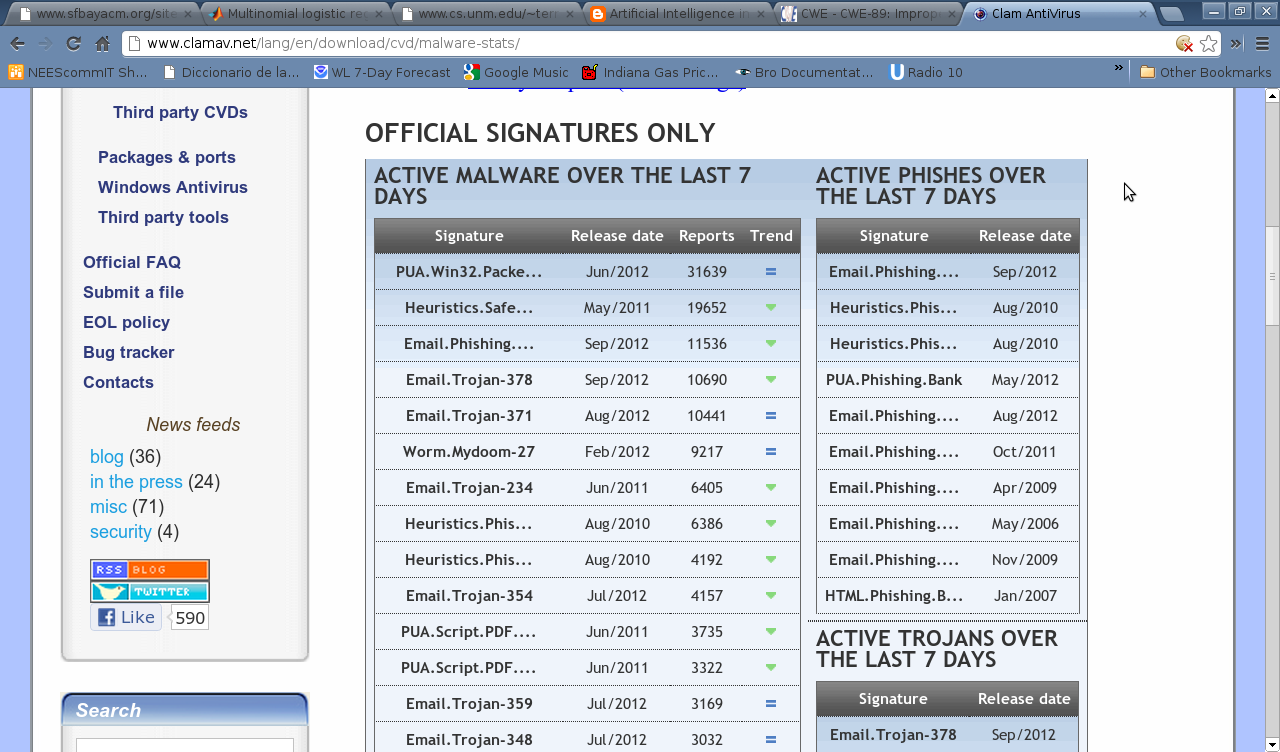 www.sfbayacm.org/site
Multinomial logistic reg
www.cs.unm.edu/~terr
Artificial Intelligence in
CWE - CWE-89: Imprope
Clam AntiVirus
www.clamav.net/lang/en/download/cvd/malware-stats/
NEEScommIT Sh...
Diccionario de la...
WL 7-Day Forecast
Google Music
Indiana Gas Pric...
Bro Documentat...
Radio 10
Other Bookmarks
Third party CVDs
Packages & ports
Windows Antivirus
Third party tools
Official FAQ
Submit a file
EOL policy
Bug tracker
Contacts
News feeds
blog (36)
in the press (24)
misc (71)
security (4)
RSS BLOG
TWITTER
Like 590
Search
OFFICIAL SIGNATURES ONLY
ACTIVE MALWARE OVER THE LAST 7
DAYS
Signature Release date Reports Trend
PUA.Win32.Packe... Jun/2012 31639
Heuristics.Safe... May/2011 19652
Email.Phishing.... Sep/2012 11536
Email.Trojan-378 Sep/2012 10690
Email.Trojan-371 Aug/2012 10441
Worm.Mydoom-27 Feb/2012 9217
Email.Trojan-234 Jun/2011 6405
Heuristics.Phis... Aug/2010 6386
Heuristics.Phis... Aug/2010 4192
Email.Trojan-354 Jul/2012 4157
PUA.Script.PDF.... Jun/2011 3735
PUA.Script.PDF.... Jun/2011 3322
Email.Trojan-359 Jul/2012 3169
Email.Trojan-348 Jul/2012 3032
ACTIVE PHISHES OVER
THE LAST 7 DAYS
Signature Release date
Email.Phishing.... Sep/2012
Heuristics.Phis... Aug/2010
Heuristics.Phis... Aug/2010
PUA.Phishing.Bank May/2012
Email.Phishing.... Aug/2012
Email.Phishing.... Oct/2011
Email.Phishing.... Apr/2009
Email.Phishing.... May/2006
Email.Phishing.... Nov/2009
HTML.Phishing.B... Jan/2007
ACTIVE TROJANS OVER
THE LAST 7 DAYS
Signature Release date
Email.Trojan-378 Sep/2012